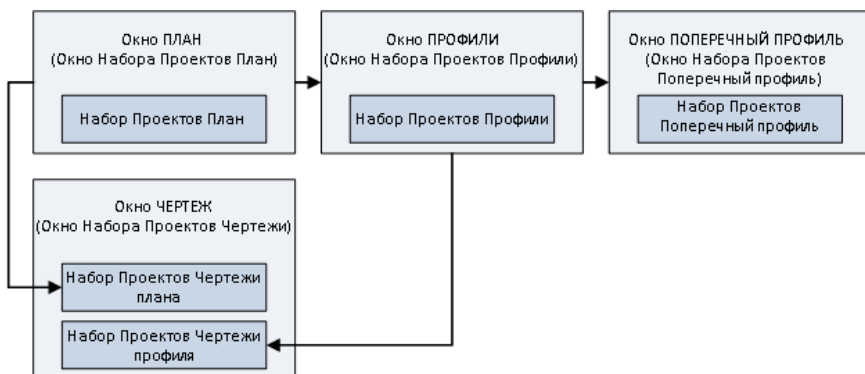 Окно ПЛАН
(Окно Набора Проектов План)
Набор Проектов План
Окно ПРОФИЛИ
(Окно Набора Проектов Профили)
Набор Проектов Профили
Окно ПОПЕРЕЧНЫЙ ПРОФИЛЬ
(Окно Набора Проектов
Поперечный профиль)
Набор Проектов
Поперечный профиль
Окно ЧЕРТЕЖ
(Окно Набора Проектов Чертежи)
Набор Проектов Чертежи
плана
Набор Проектов Чертежи
профиля